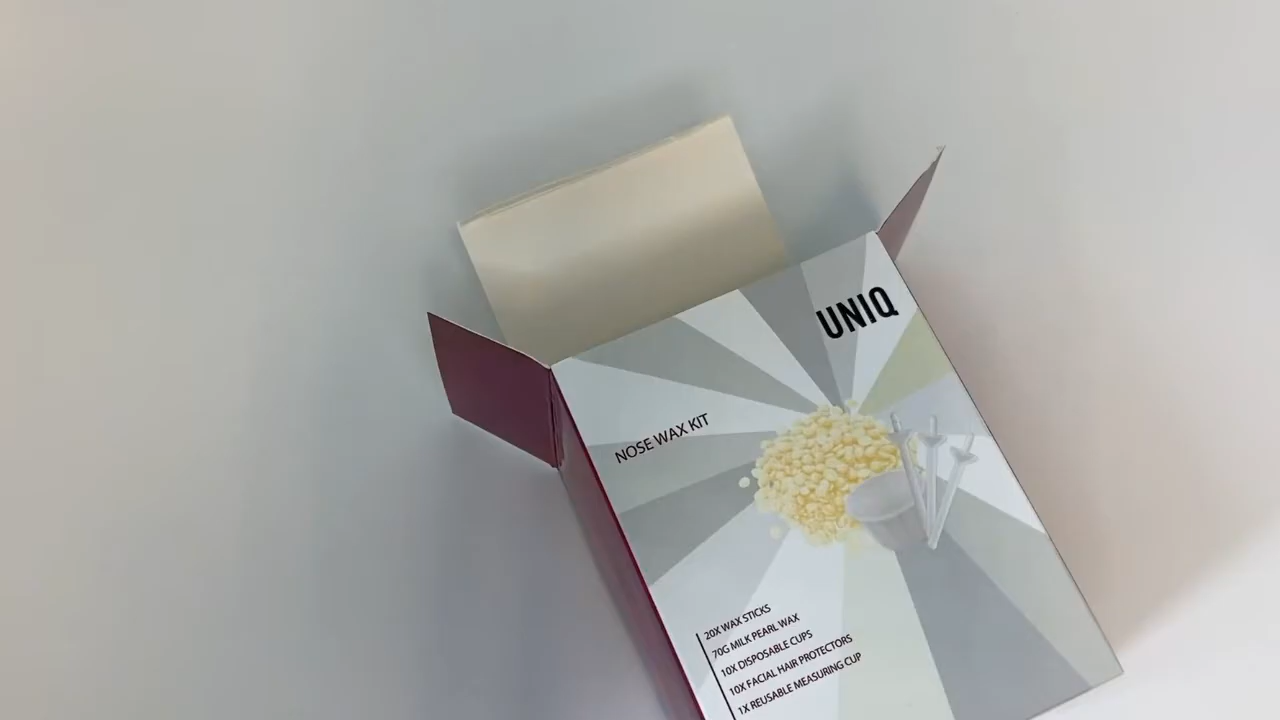 UNIQ
NOSE WAX KIT
20X WAX STICKS
70G MILK PEARL WAX
10X DISPOSABLE CUPS
10X FACIAL HAIR PROTECTORS
1X REUSABLE MEASURING CUP